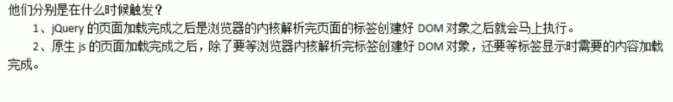 他们分别是在什么时候触发？
1、jQuery 的页面加载完成之后是浏览器的内核解析完页面的标签创建好 DOM 对象之后就会马上执行。
2、原生 js 的页面加载完成之后，除了要等浏览器内核解析完标签创建好 DOM 对象，还要等标签显示时需要的内容加载
完成。